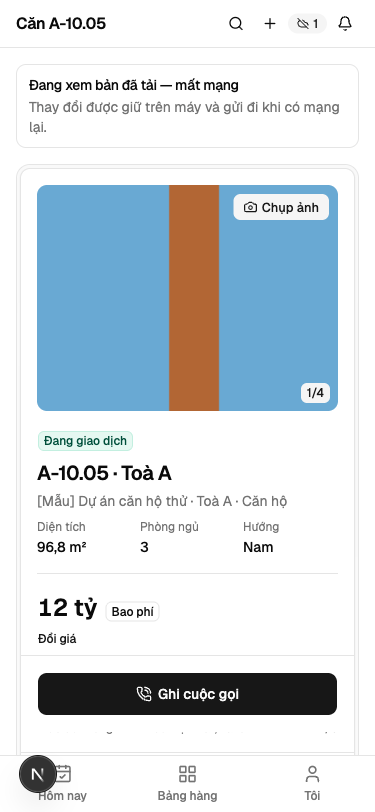 Căn A-10.05
1
Đang xem bản đã tải — mất mạng
Thay đổi được giữ trên máy và gửi đi khi có mạng
lại.
Chụp ảnh
1/4
Đang giao dịch
A-10.05 · Toà A
[Mẫu] Dự án căn hộ thử · Toà A · Căn hộ
Diện tích
Phòng ngủ
Hướng
96,8 m²
3
Nam
12 tỷ
Bao phí
Đổi giá
Ghi cuộc gọi
N
Hôm nay
Bảng hàng
Tôi